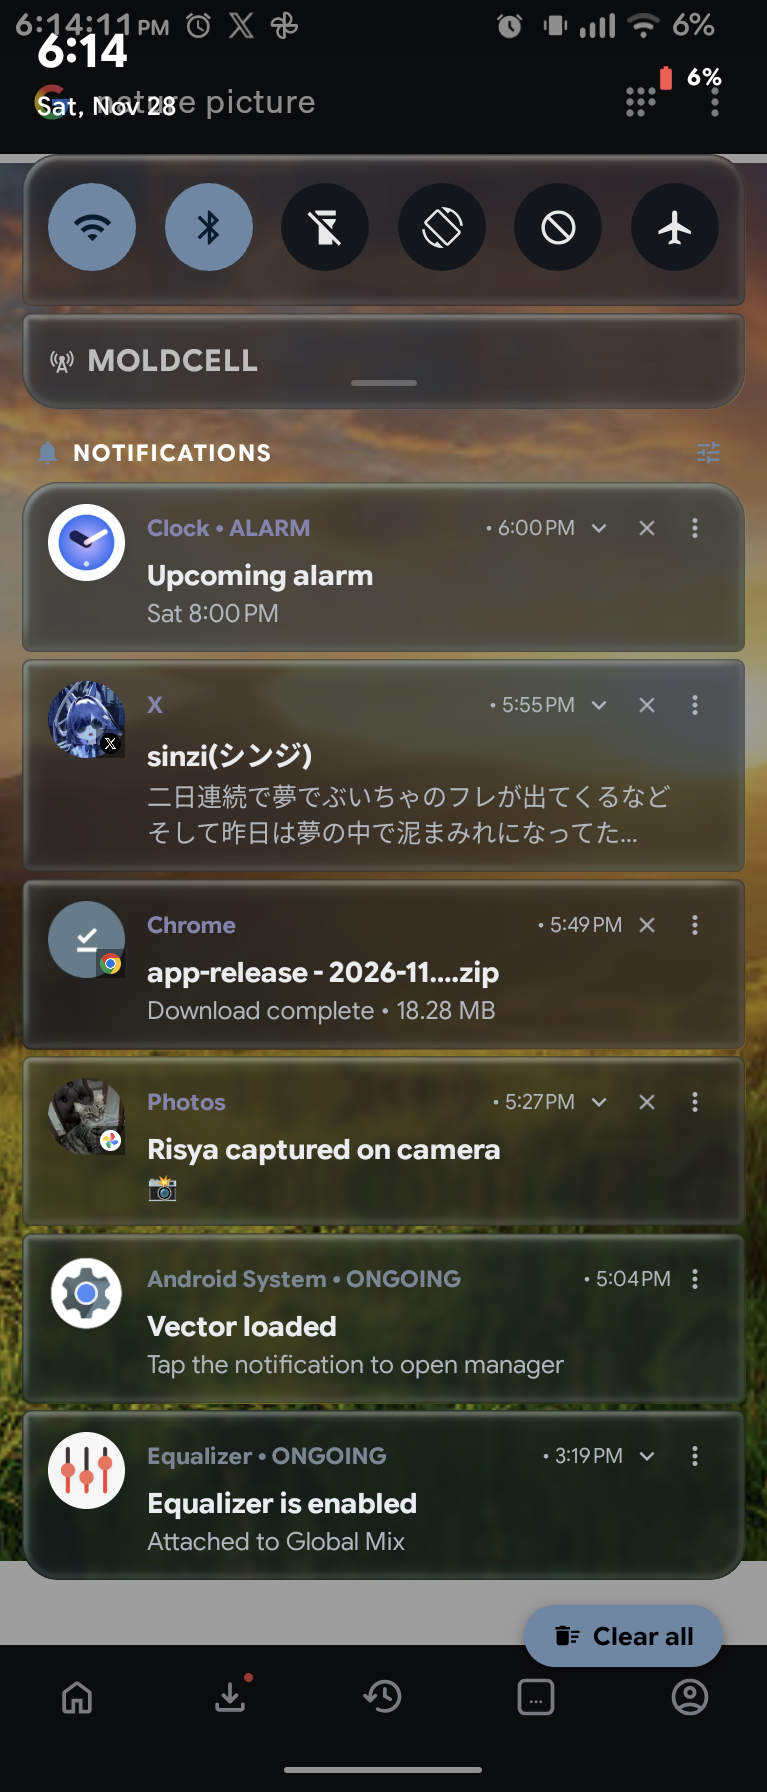 6:14:11 PM
6%
6:14
6%
Sat, Nov 28
nature picture
MOLDCELL
NOTIFICATIONS
Clock • ALARM • 6:00 PM
Upcoming alarm
Sat 8:00 PM
X • 5:55 PM
sinzi(シンジ)
二日連続で夢でぶいちゃのフレが出てくるなど
そして昨日は夢の中で泥まみれになってた...
Chrome • 5:49 PM
app-release - 2026-11....zip
Download complete • 18.28 MB
Photos • 5:27 PM
Risya captured on camera
Android System • ONGOING • 5:04 PM
Vector loaded
Tap the notification to open manager
Equalizer • ONGOING • 3:19 PM
Equalizer is enabled
Attached to Global Mix
Clear all